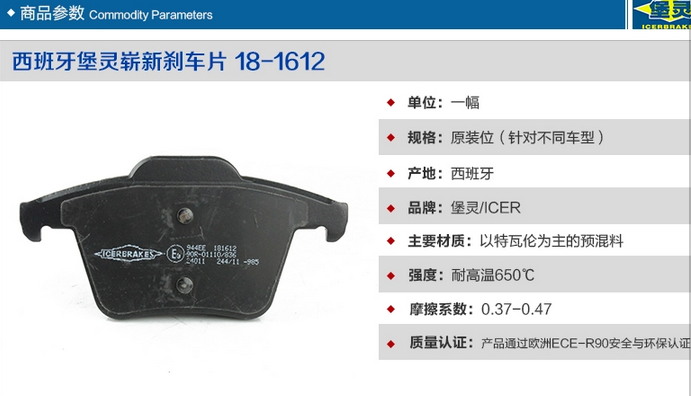 商品参数 Commodity Parameters
堡灵
ICERBRAKES
西班牙堡灵崭新刹车片 18-1612
单位：一幅
规格：原装位（针对不同车型）
产地：西班牙
品牌：堡灵/ICER
主要材质：以特瓦伦为主的预混料
强度：耐高温650℃
摩擦系数：0.37-0.47
质量认证：产品通过欧洲ECE-R90安全与环保认证
ICERBRAKES
944EE 181612
90R-01110/836
24011 244/11 -985